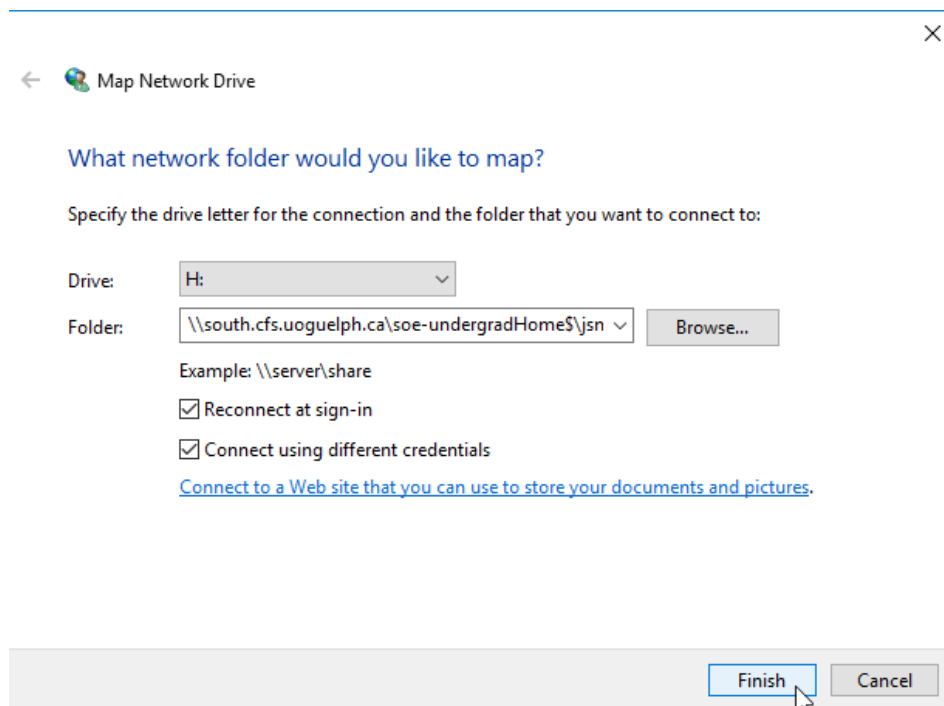 Map Network Drive
What network folder would you like to map?
Specify the drive letter for the connection and the folder that you want to connect to:
Drive: H:
Folder: \\south.cfs.uoguelph.ca\soe-undergradHome$\jsn Browse...
Example: \\server\share
Reconnect at sign-in
Connect using different credentials
Connect to a Web site that you can use to store your documents and pictures.
Finish Cancel